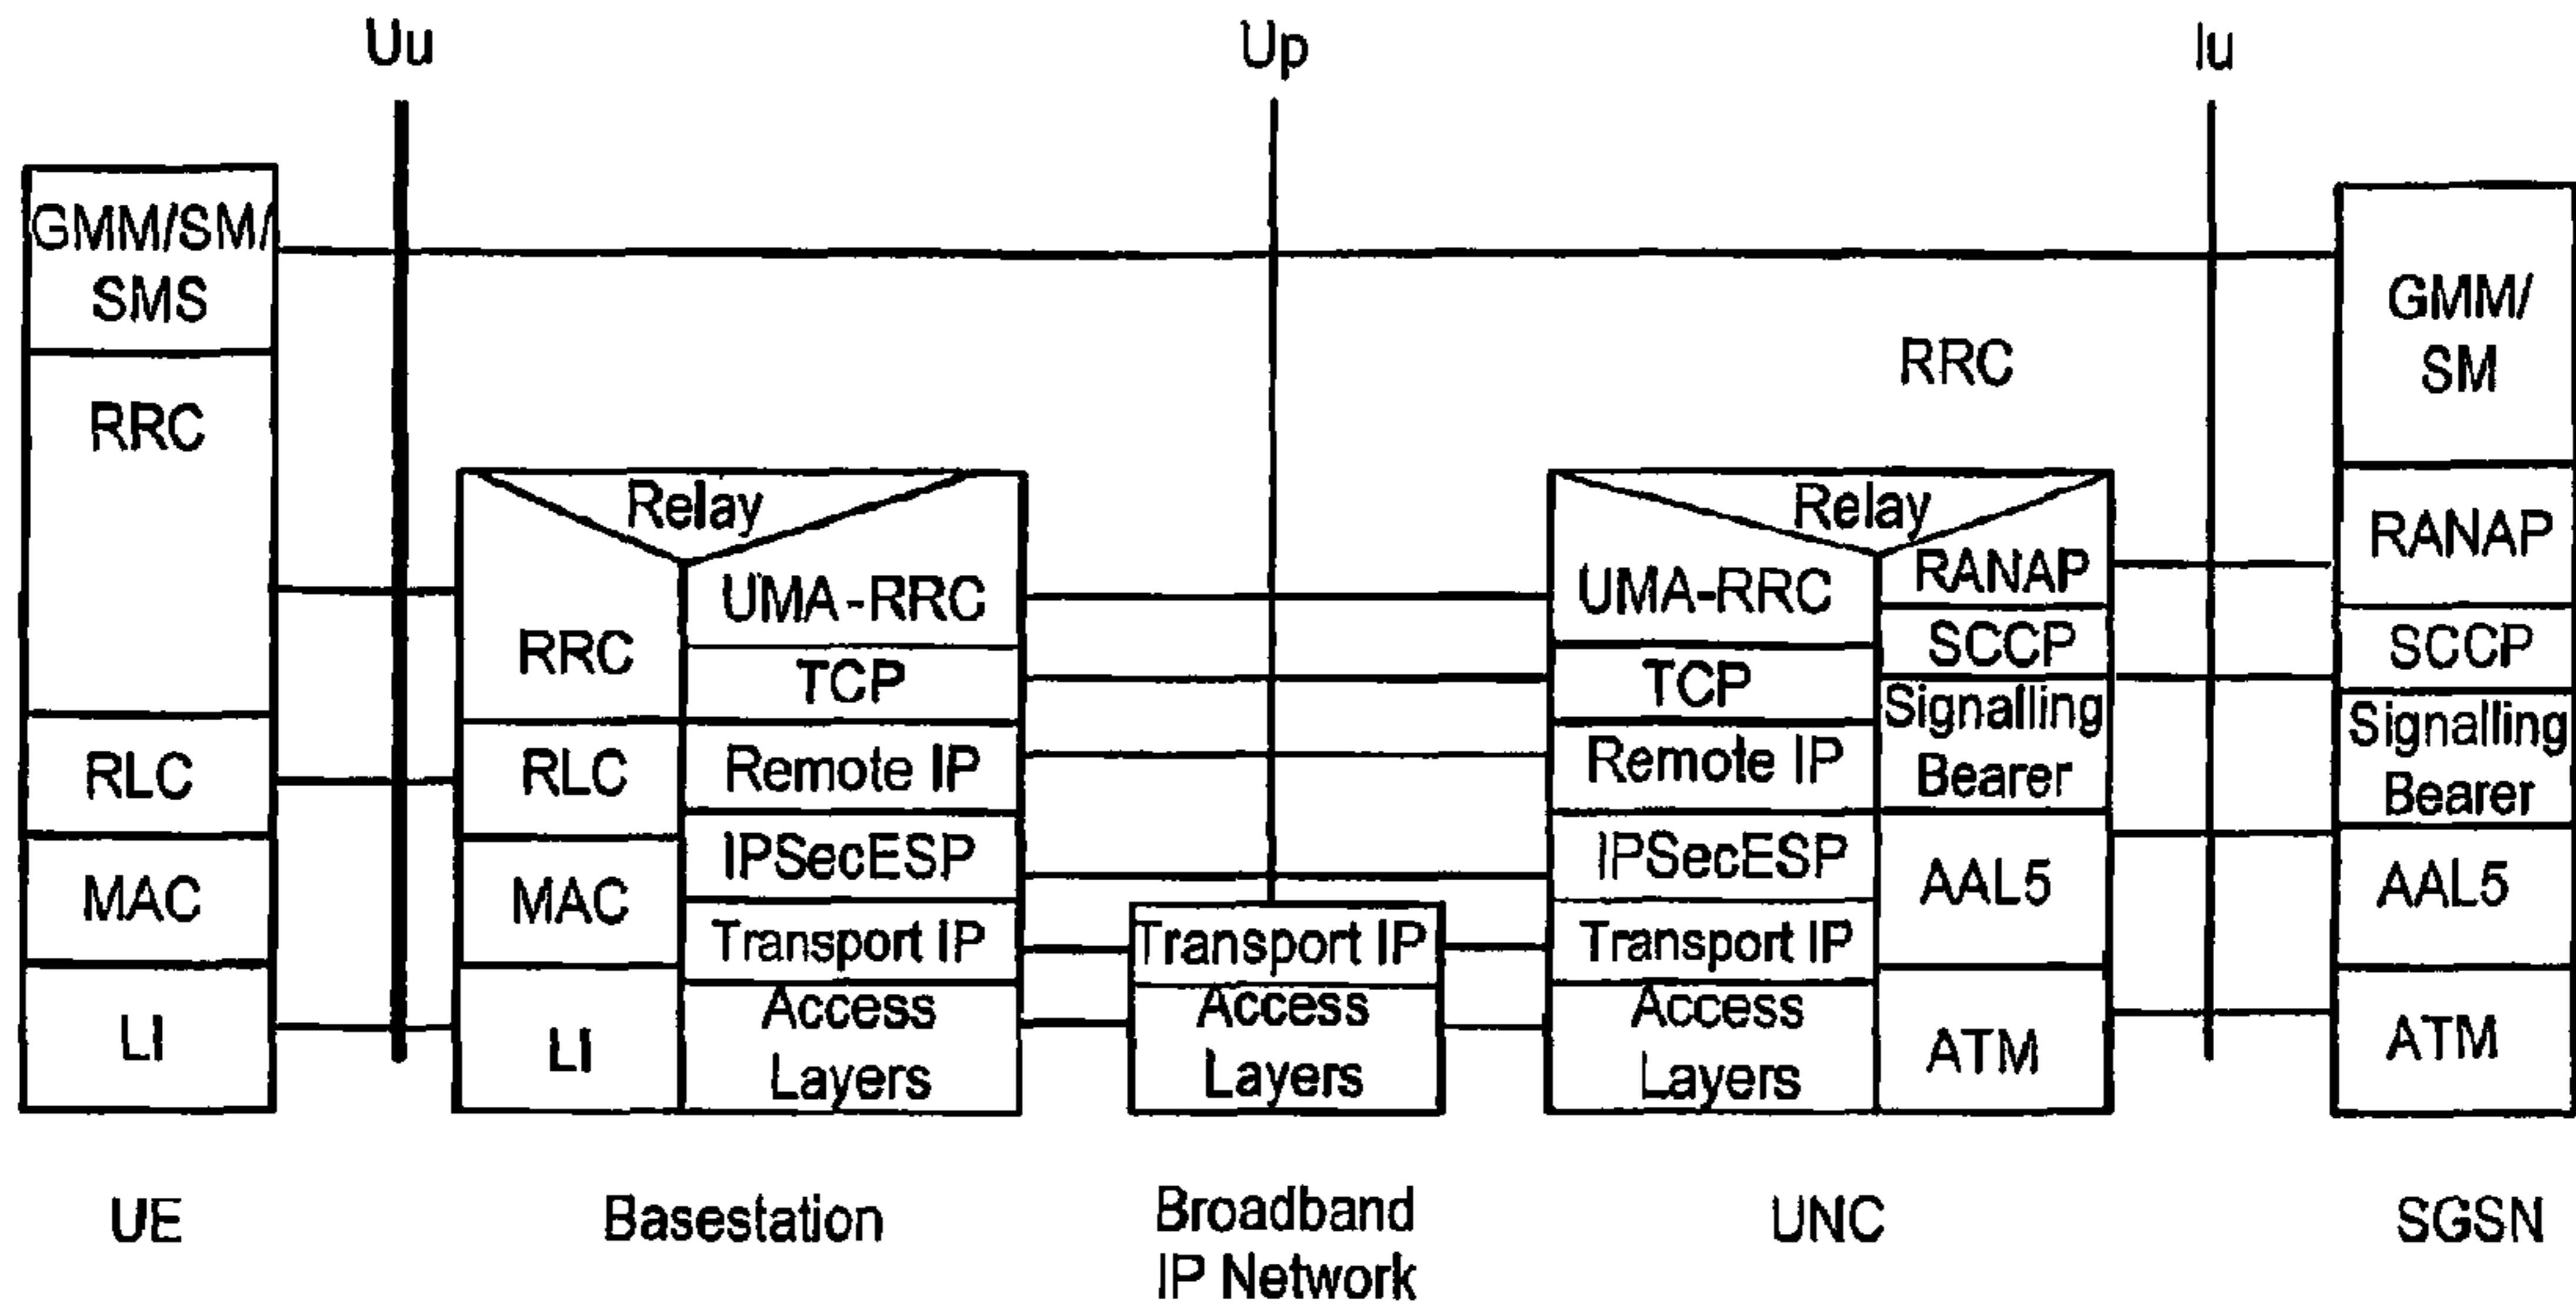 Uu
Up
Iu
GMM/SM/
SMS
RRC
RLC
MAC
LI
UE
Relay
RRC
RLC
MAC
LI
UMA-RRC
TCP
Remote IP
IPSecESP
Transport IP
Access
Layers
Basestation
Transport IP
Access
Layers
Broadband
IP Network
RRC
Relay
UMA-RRC
TCP
Remote IP
IPSecESP
Transport IP
Access
Layers
RANAP
SCCP
Signalling
Bearer
AAL5
ATM
UNC
GMM/
SM
RANAP
SCCP
Signalling
Bearer
AAL5
ATM
SGSN